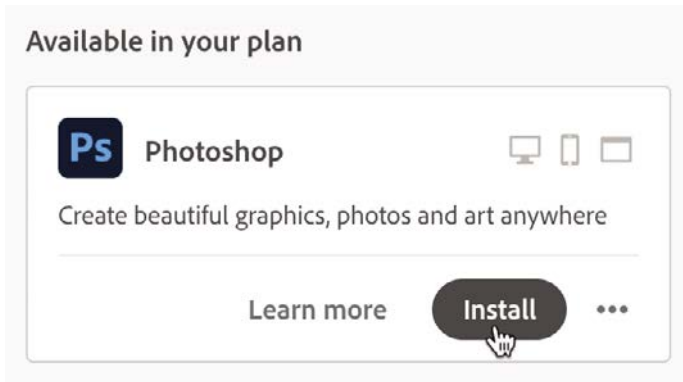 Available in your plan
Ps Photoshop
Create beautiful graphics, photos and art anywhere
Learn more Install